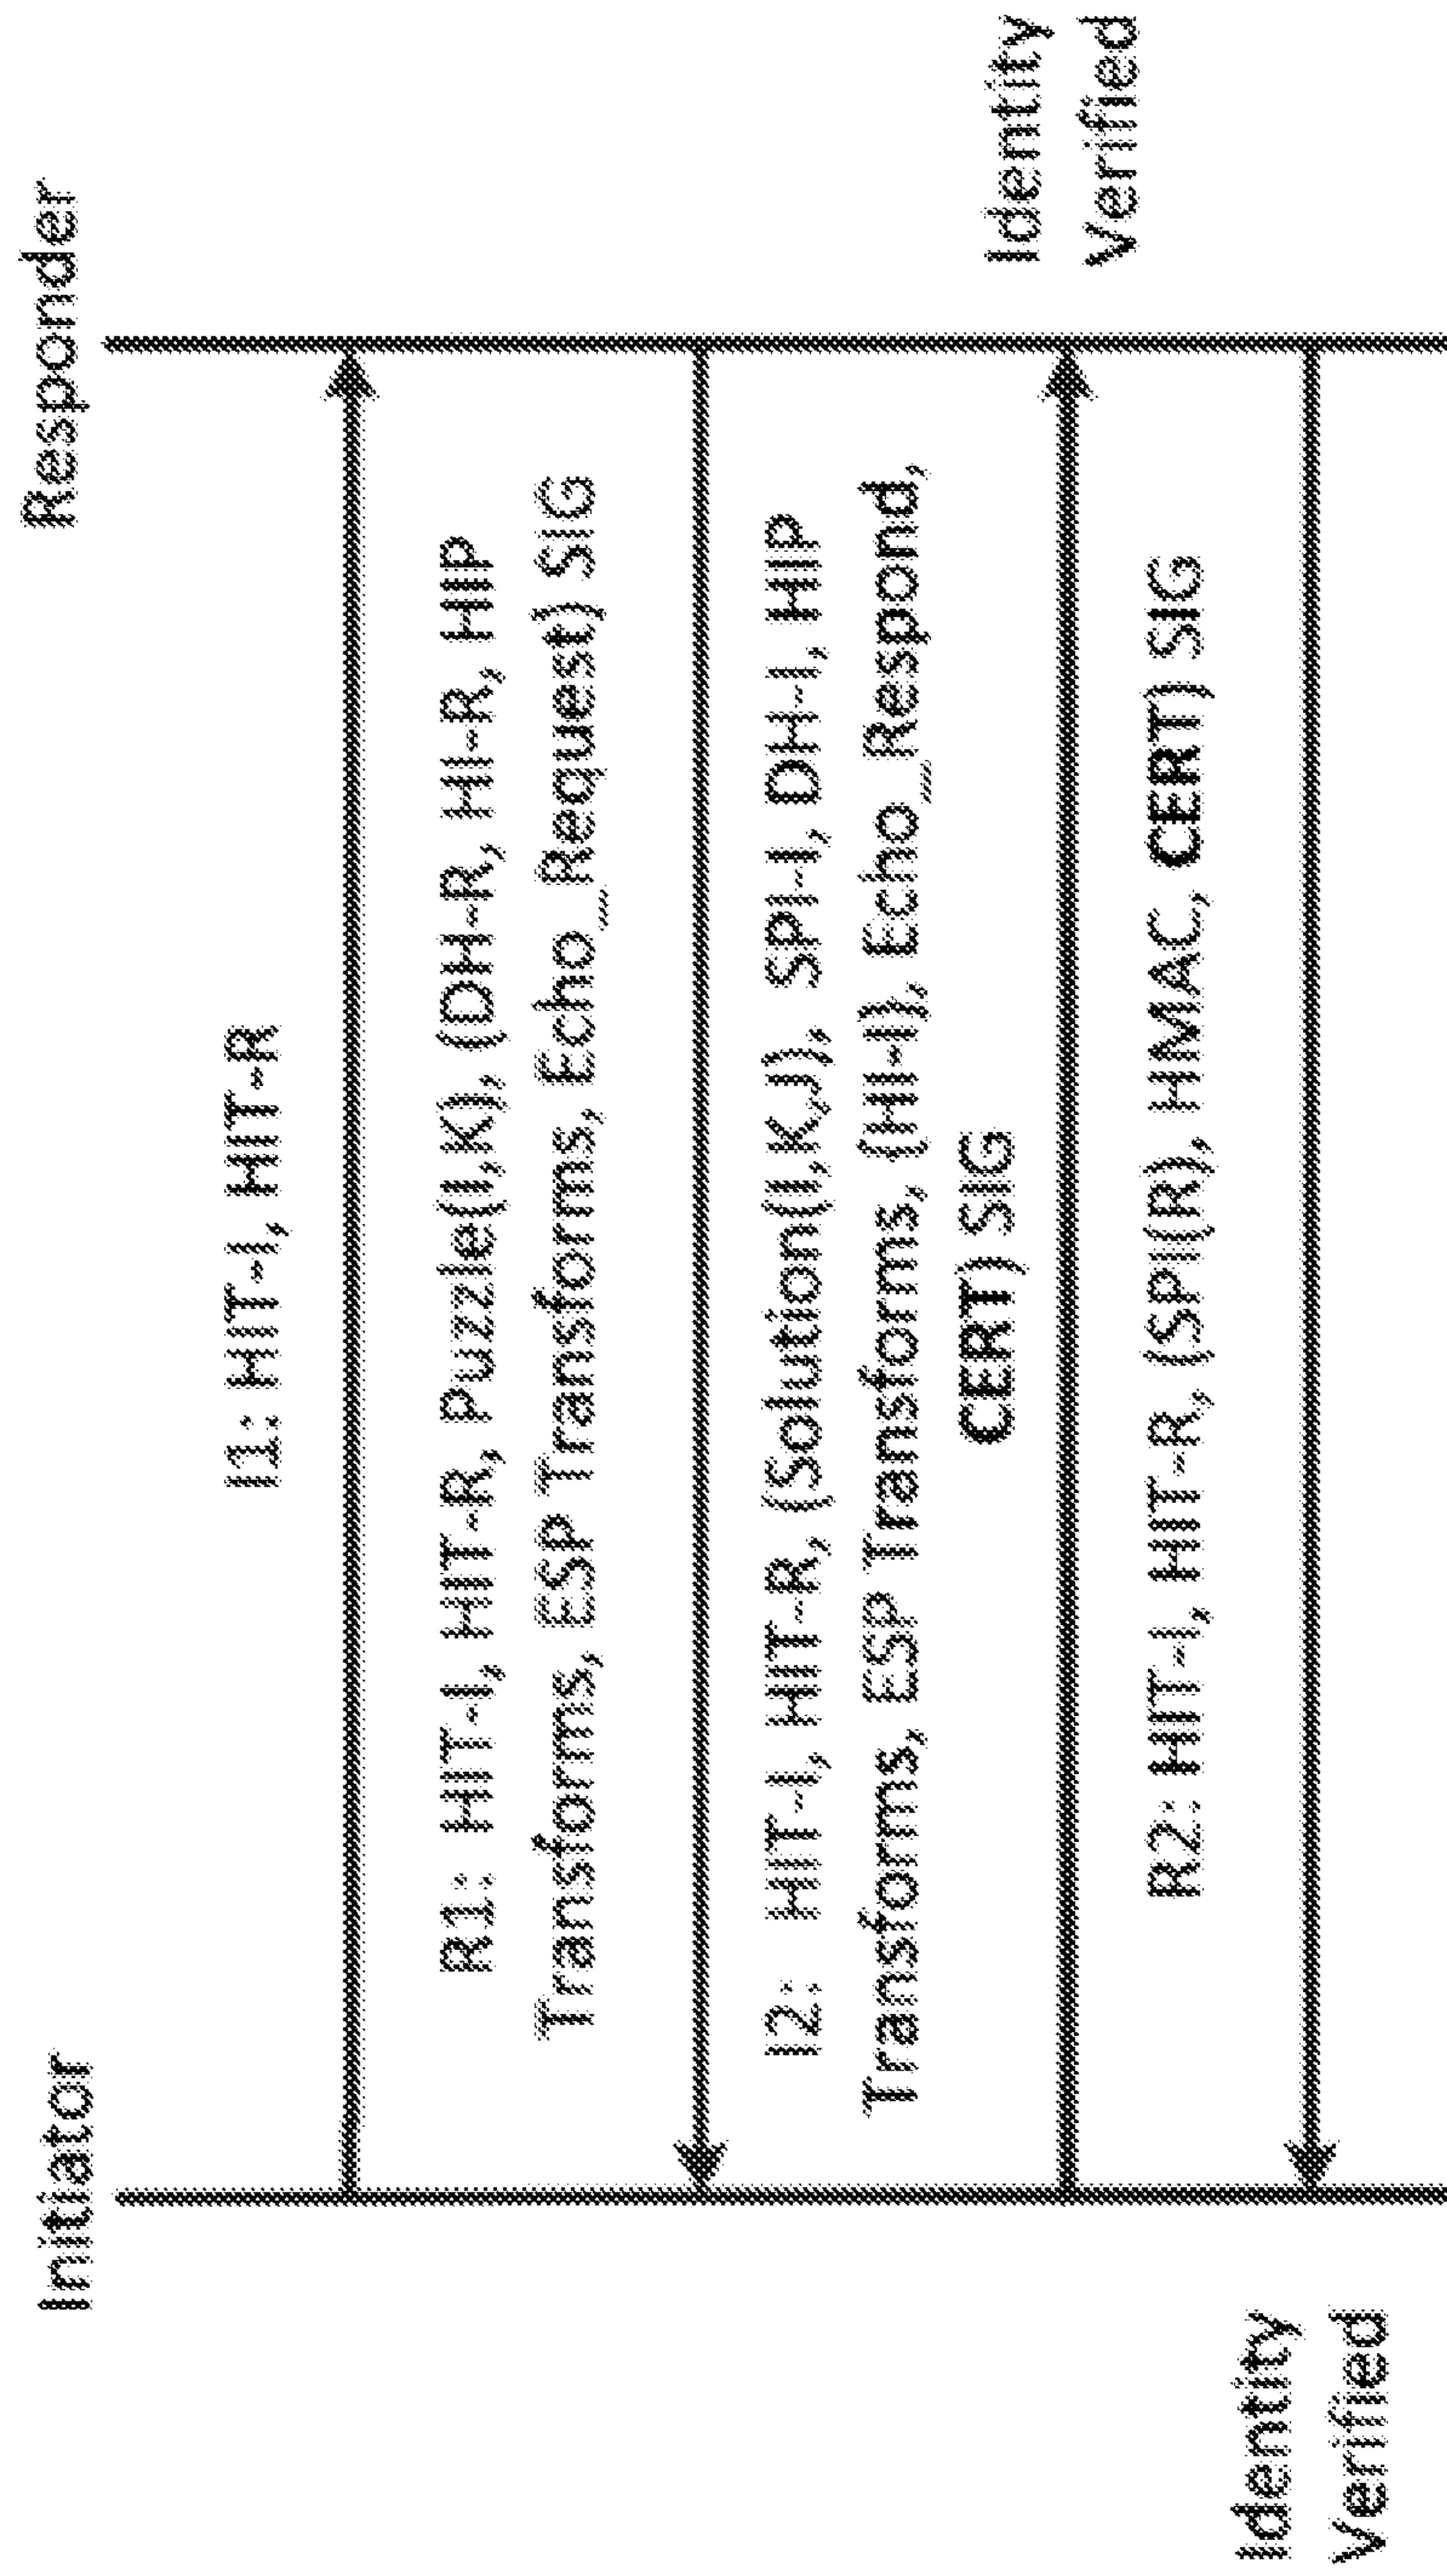 Initiator
Responder
I1: HIT-I, HIT-R
R1: HIT-I, HIT-R, Puzzle(I,K), (DH-R, HI-R, HIP
Transforms, ESP Transforms, Echo_Request) SIG
I2: HIT-I, HIT-R, (Solution(I,K,J), SPI-I, DH-I, HIP
Transforms, ESP Transforms, {HI-I}, Echo_Respond,
CERT) SIG
Identity
Verified
R2: HIT-I, HIT-R, (SPI(R), HMAC, CERT) SIG
Identity
Verified